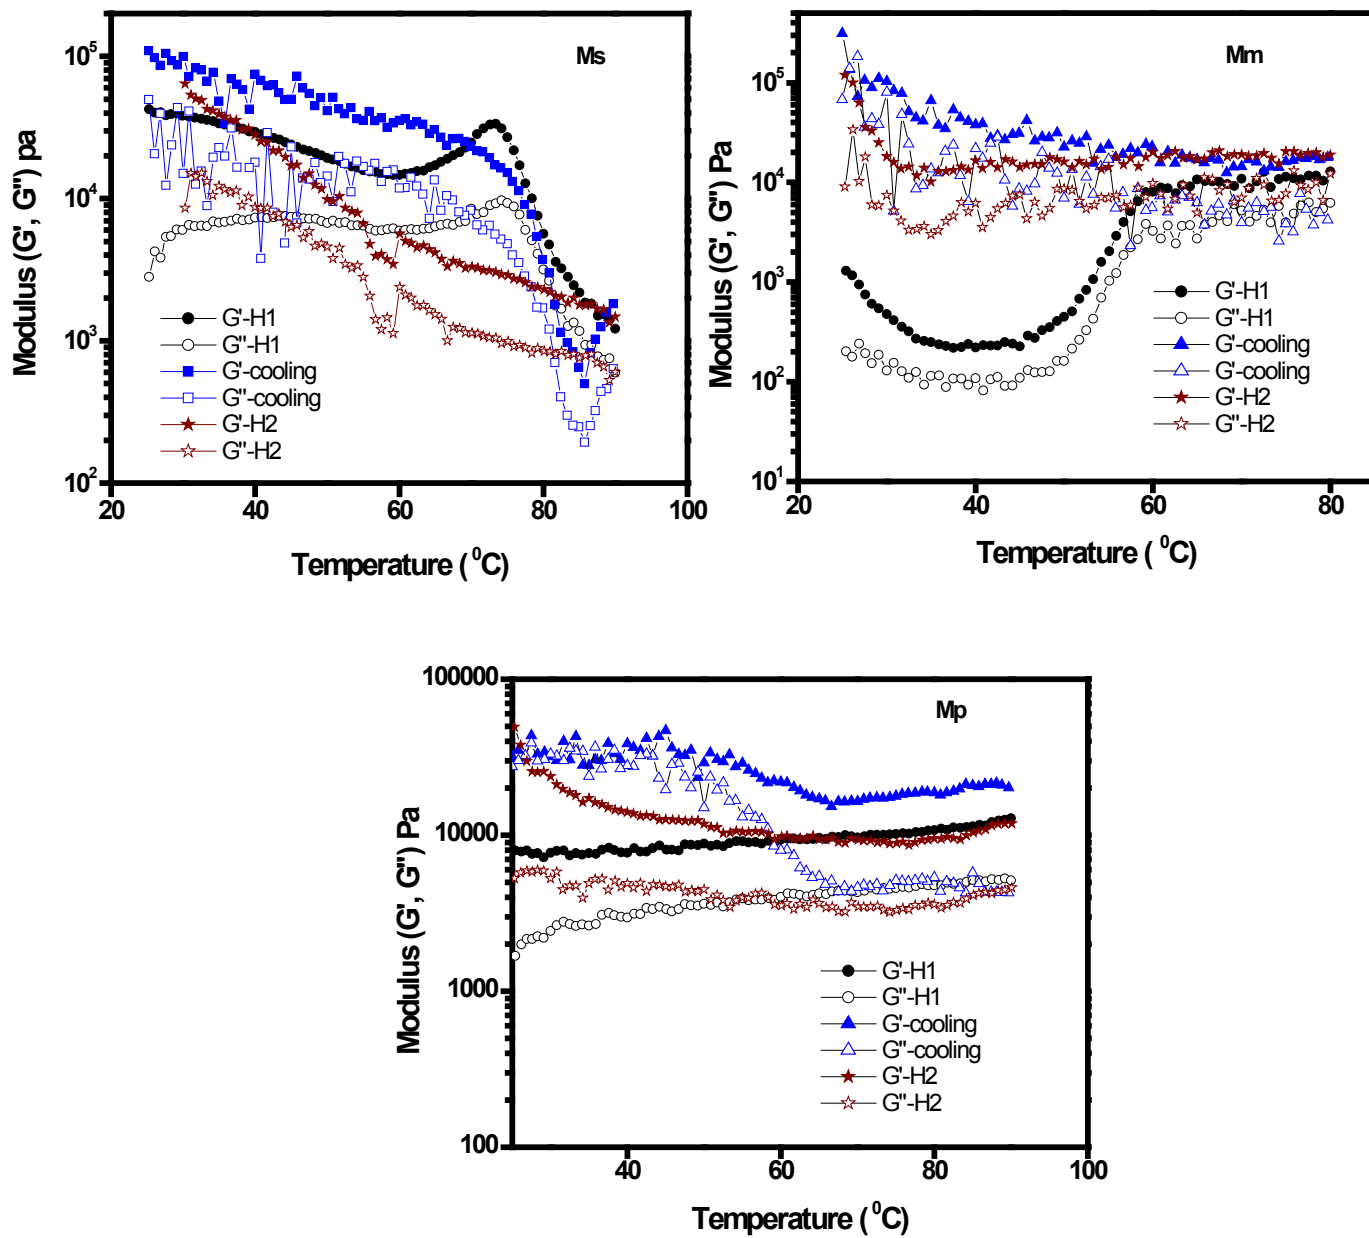 Ms
Modulus (G', G'') pa
10^5
10^4
10^3
10^2
G'-H1
G''-H1
G'-cooling
G''-cooling
G'-H2
G''-H2
20 40 60 80 100
Temperature ( ^0C)
Mm
Modulus (G', G'') Pa
10^5
10^4
10^3
10^2
10^1
G'-H1
G''-H1
G'-cooling
G'-cooling
G'-H2
G''-H2
20 40 60 80
Temperature ( ^0C)
Mp
Modulus (G', G'') Pa
100000
10000
1000
100
G'-H1
G''-H1
G'-cooling
G''-cooling
G'-H2
G''-H2
40 60 80 100
Temperature ( ^0C)